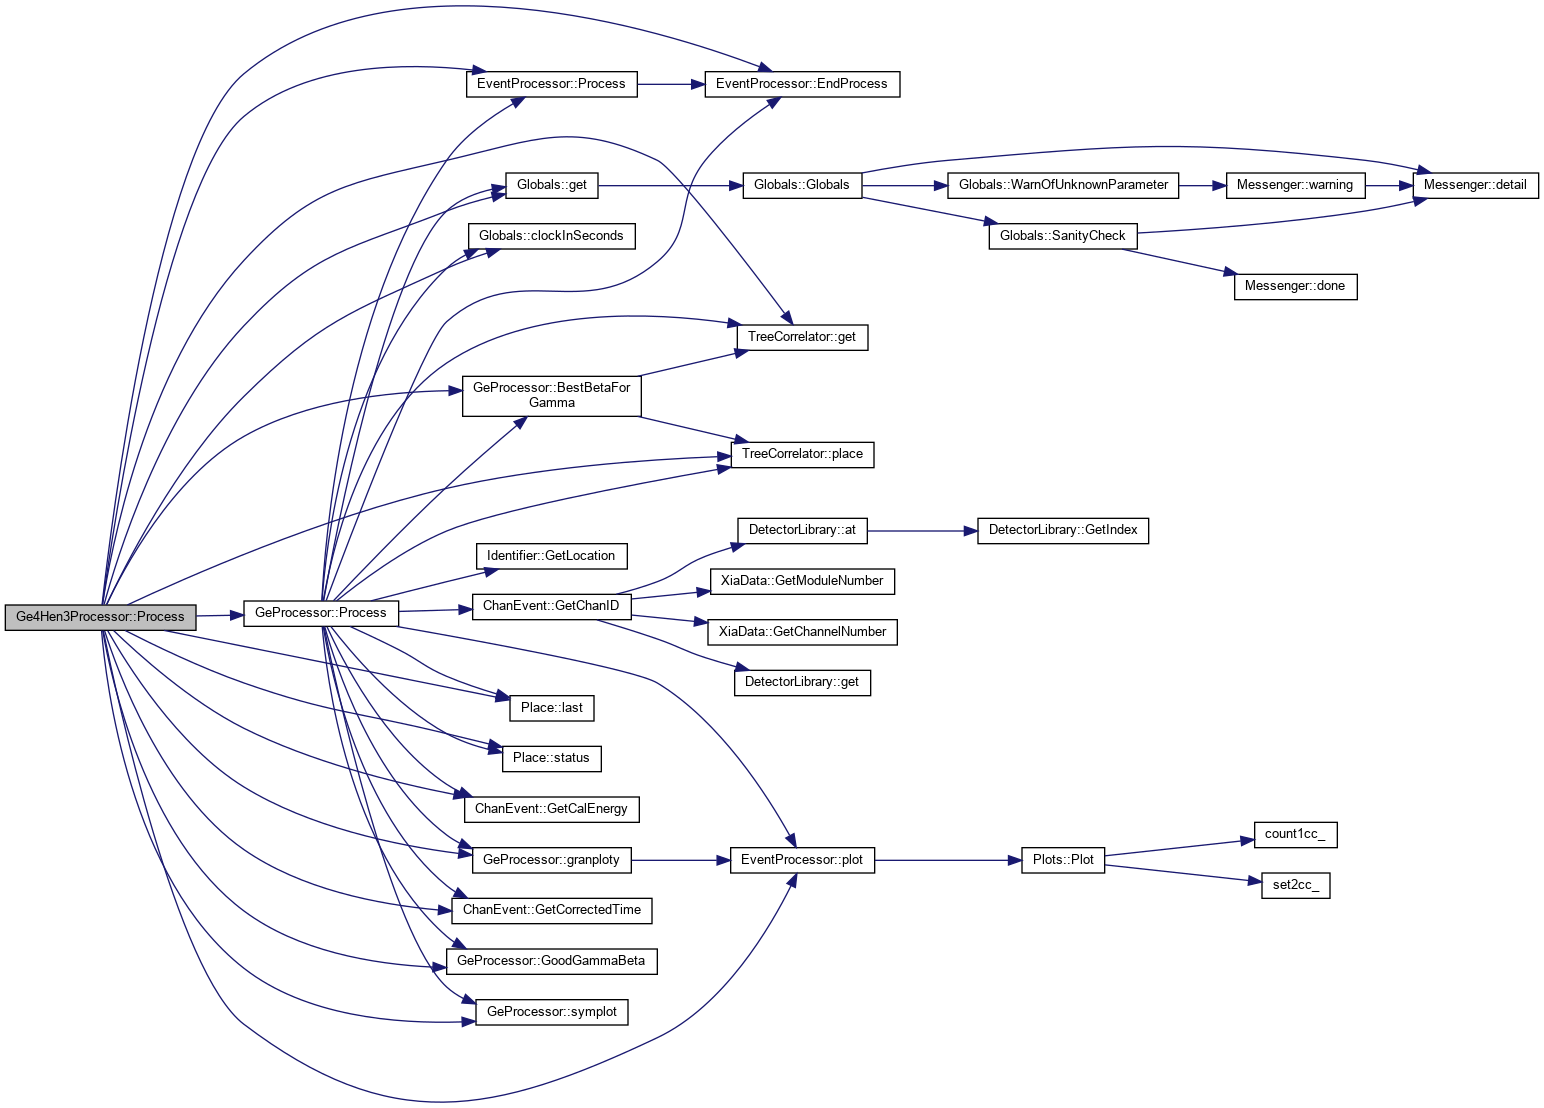 EventProcessor::Process
EventProcessor::EndProcess
Globals::get
Globals::Globals
Globals::WarnOfUnknownParameter
Messenger::warning
Messenger::detail
Globals::clockInSeconds
Globals::SanityCheck
Messenger::done
TreeCorrelator::get
GeProcessor::BestBetaFor
Gamma
TreeCorrelator::place
DetectorLibrary::at
DetectorLibrary::GetIndex
Identifier::GetLocation
XiaData::GetModuleNumber
Ge4Hen3Processor::Process
GeProcessor::Process
ChanEvent::GetChanID
XiaData::GetChannelNumber
DetectorLibrary::get
Place::last
Place::status
ChanEvent::GetCalEnergy
GeProcessor::granploty
EventProcessor::plot
Plots::Plot
count1cc_
set2cc_
ChanEvent::GetCorrectedTime
GeProcessor::GoodGammaBeta
GeProcessor::symplot